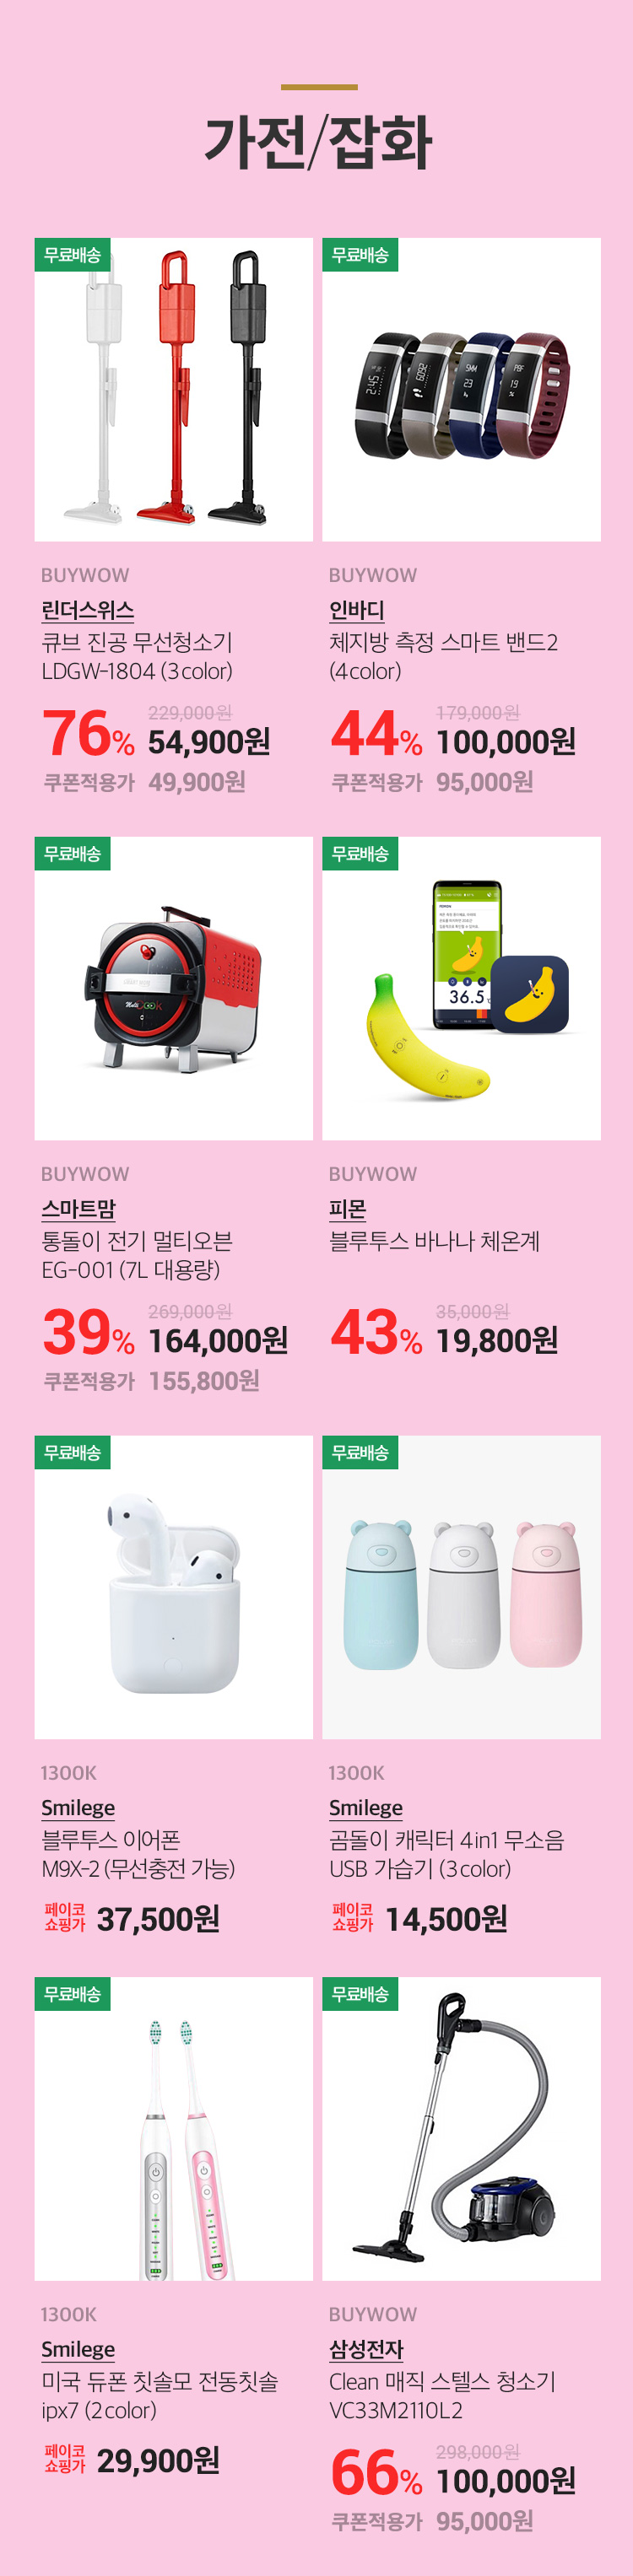 가전/잡화
무료배송
BUYWOW
린더스위스
큐브 진공 무선청소기
LDGW-1804 (3color)
76%
229,000원
54,900원
쿠폰적용가 49,900원
무료배송
2:45
6092
5MM
23
PBF
19
%
BUYWOW
인바디
체지방 측정 스마트 밴드2
(4color)
44%
179,000원
100,000원
쿠폰적용가 95,000원
무료배송
Multi Cook
BUYWOW
스마트맘
통돌이 전기 멀티오븐
EG-001 (7L 대용량)
39%
269,000원
164,000원
쿠폰적용가 155,800원
무료배송
36.5
BUYWOW
피몬
블루투스 바나나 체온계
43%
35,000원
19,800원
무료배송
1300K
Smilege
블루투스 이어폰
M9X-2 (무선충전 가능)
페이코
쇼핑가
37,500원
무료배송
1300K
Smilege
곰돌이 캐릭터 4in1 무소음
USB 가습기 (3color)
페이코
쇼핑가
14,500원
무료배송
1300K
Smilege
미국 듀폰 칫솔모 전동칫솔
ipx7 (2color)
페이코
쇼핑가
29,900원
무료배송
BUYWOW
삼성전자
Clean 매직 스텔스 청소기
VC33M2110L2
66%
298,000원
100,000원
쿠폰적용가 95,000원